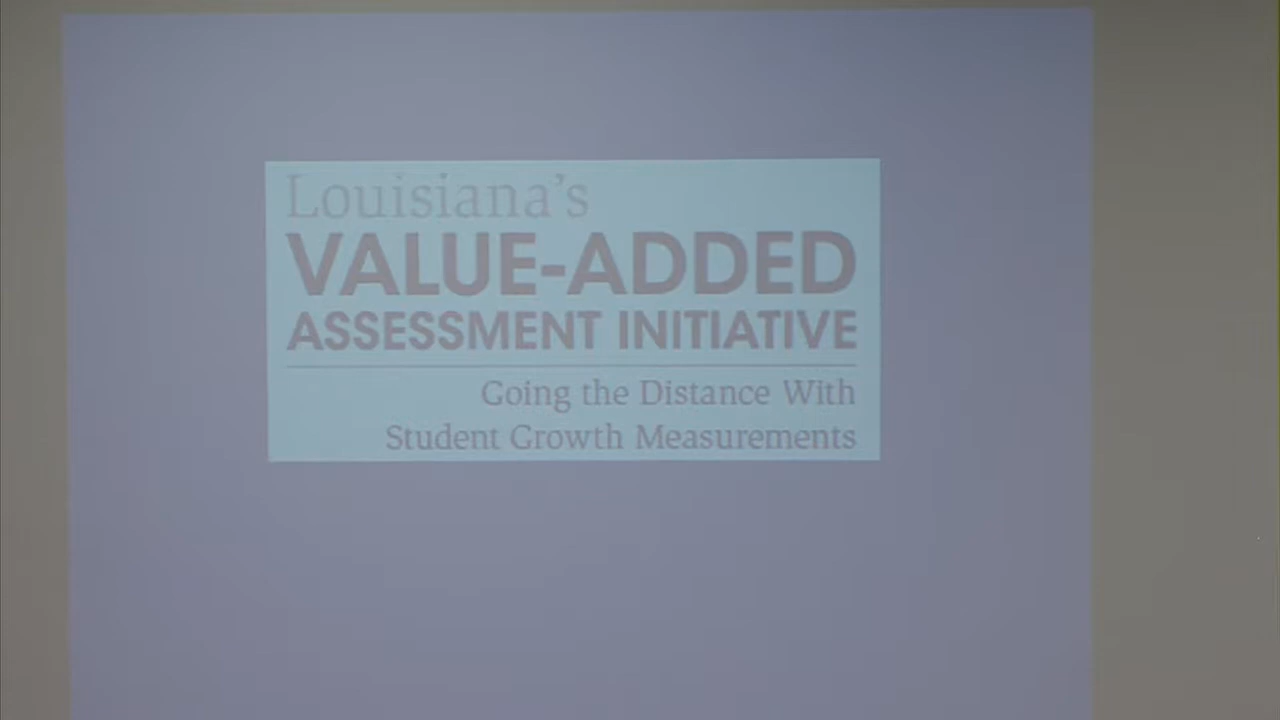 Louisiana's
VALUE-ADDED
ASSESSMENT INITIATIVE
Going the Distance With
Student Growth Measurements